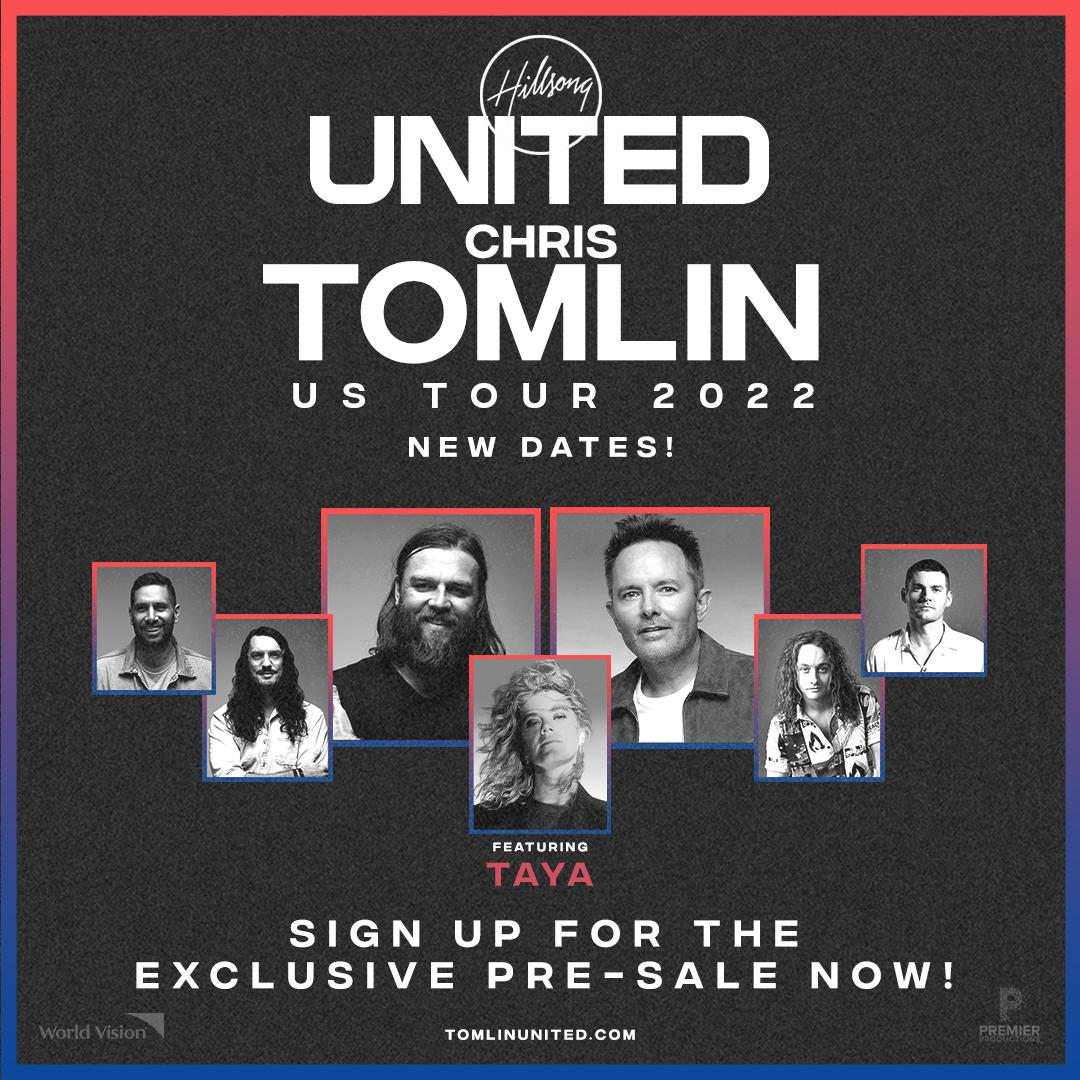 Hillsong
UNITED
CHRIS
TOMLIN
US TOUR 2022
NEW DATES!
FEATURING
TAYA
SIGN UP FOR THE
EXCLUSIVE PRE-SALE NOW!
World Vision
TOMLINUNITED.COM
PREMIER
PRODUCTIONS